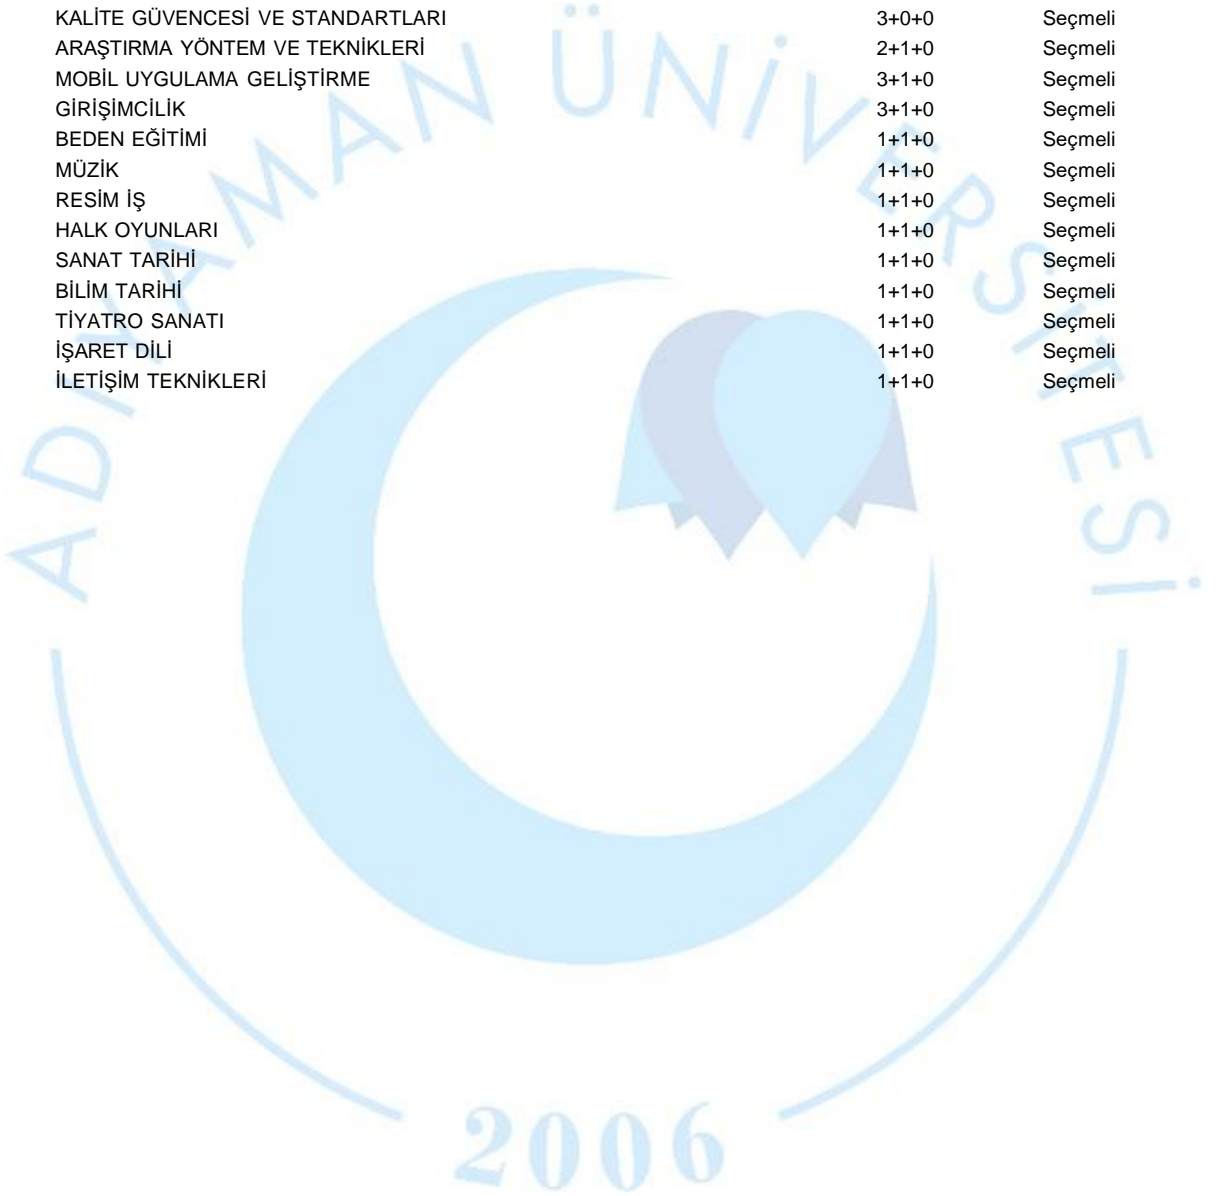 KALİTE GÜVENCESİ VE STANDARTLARI 3+0+0 Seçmeli
ARAŞTIRMA YÖNTEM VE TEKNİKLERİ 2+1+0 Seçmeli
MOBİL UYGULAMA GELİŞTİRME 3+1+0 Seçmeli
GİRİŞİMCİLİK 3+1+0 Seçmeli
BEDEN EĞİTİMİ 1+1+0 Seçmeli
MÜZİK 1+1+0 Seçmeli
RESİM İŞ 1+1+0 Seçmeli
HALK OYUNLARI 1+1+0 Seçmeli
SANAT TARİHİ 1+1+0 Seçmeli
BİLİM TARİHİ 1+1+0 Seçmeli
TİYATRO SANATI 1+1+0 Seçmeli
İŞARET DİLİ 1+1+0 Seçmeli
İLETİŞİM TEKNİKLERİ 1+1+0 Seçmeli
ADIYAMAN ÜNİVERSİTESİ
2006